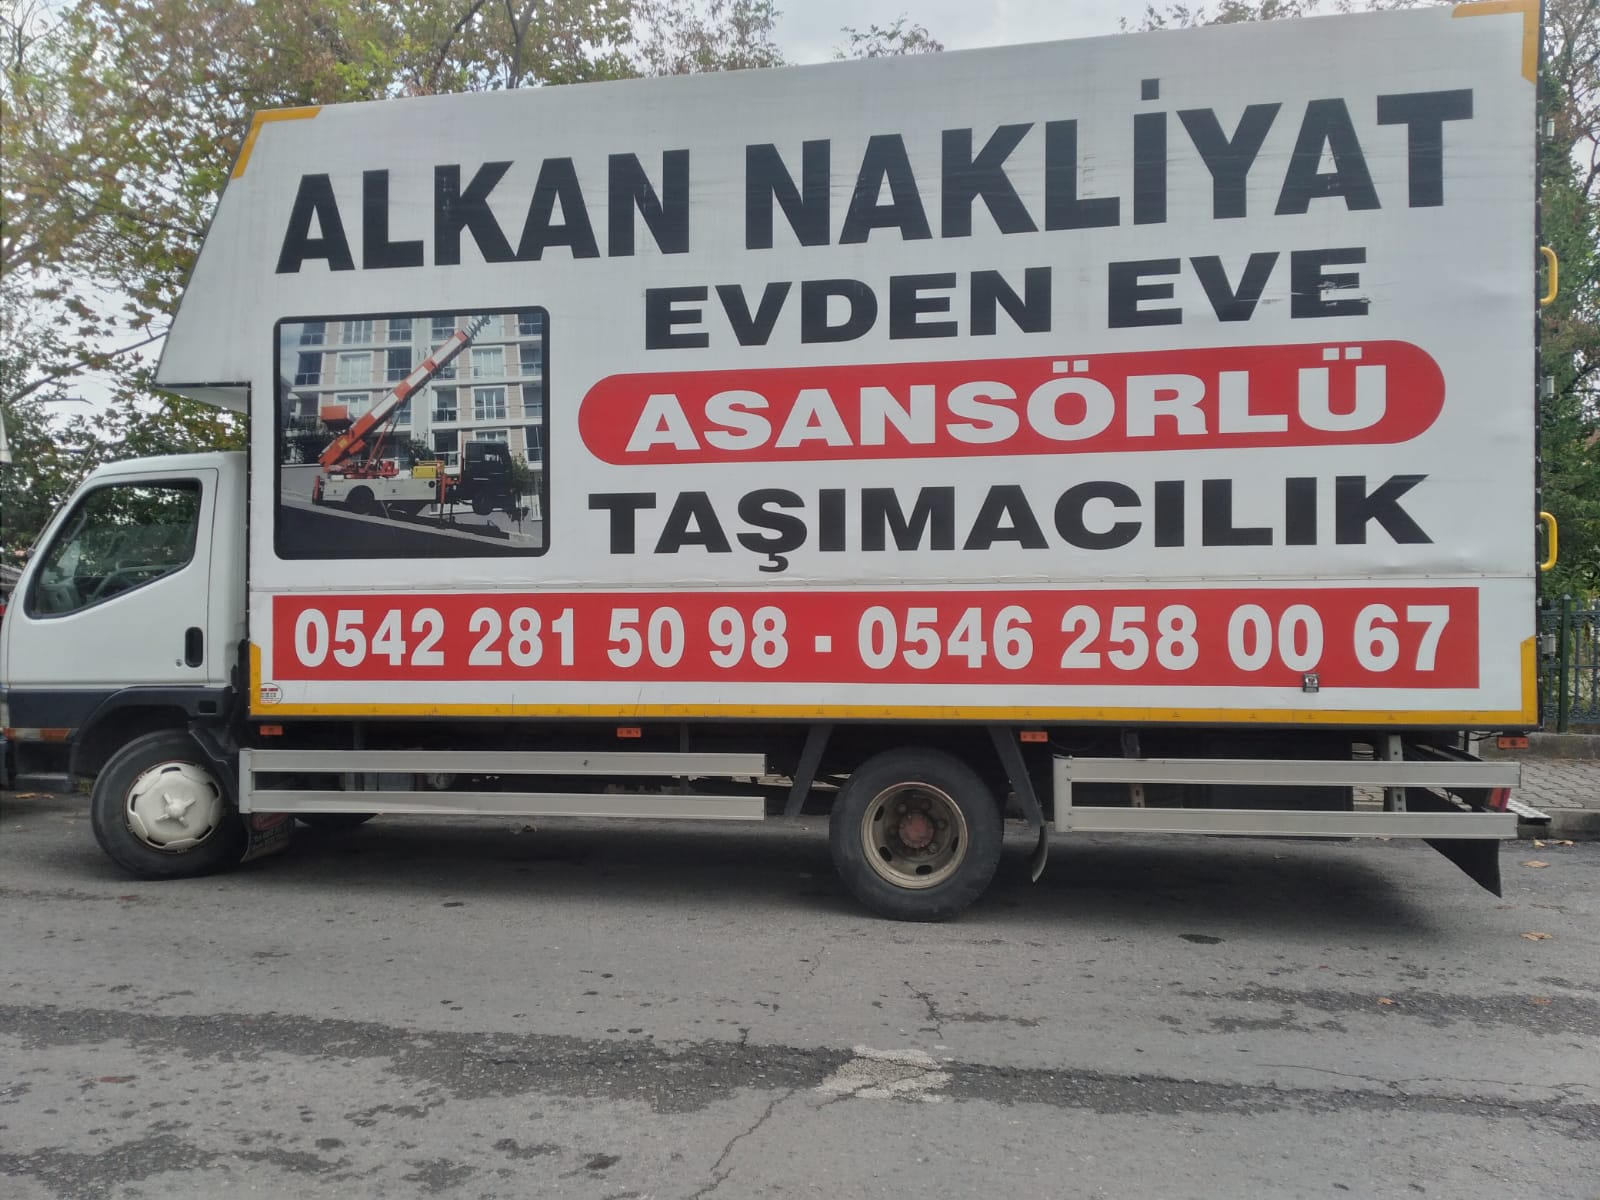 ALKAN NAKLİYAT
EVDEN EVE
ASANSÖRLÜ
TAŞIMACILIK
0542 281 50 98 - 0546 258 00 67